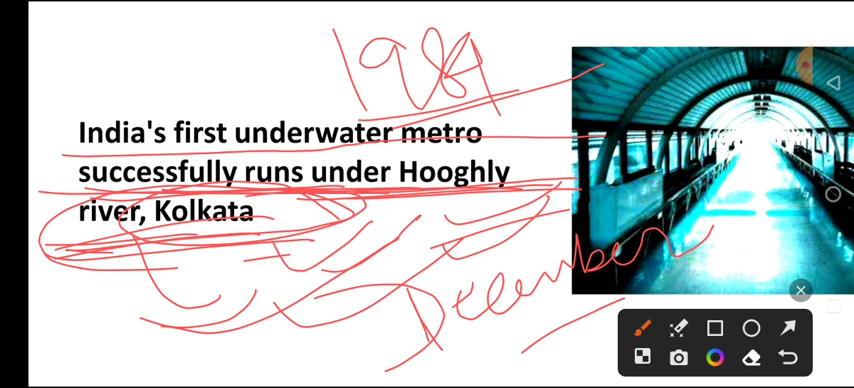 1984
India's first underwater metro
successfully runs under Hooghly
river, Kolkata
December